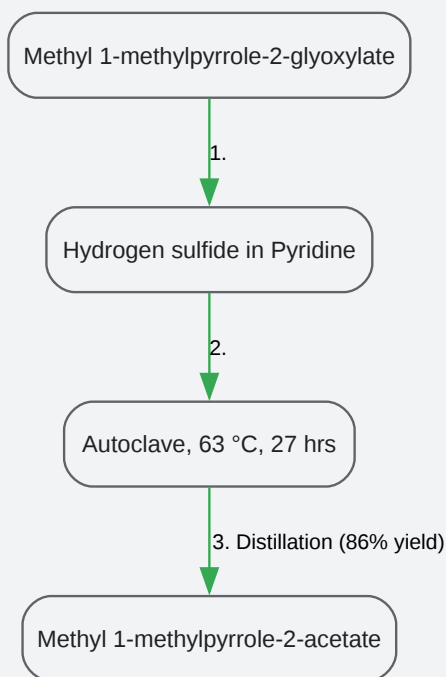 Methyl 1-methylpyrrole-2-glyoxylate
1.
Hydrogen sulfide in Pyridine
2.
Autoclave, 63 °C, 27 hrs
3. Distillation (86% yield)
Methyl 1-methylpyrrole-2-acetate